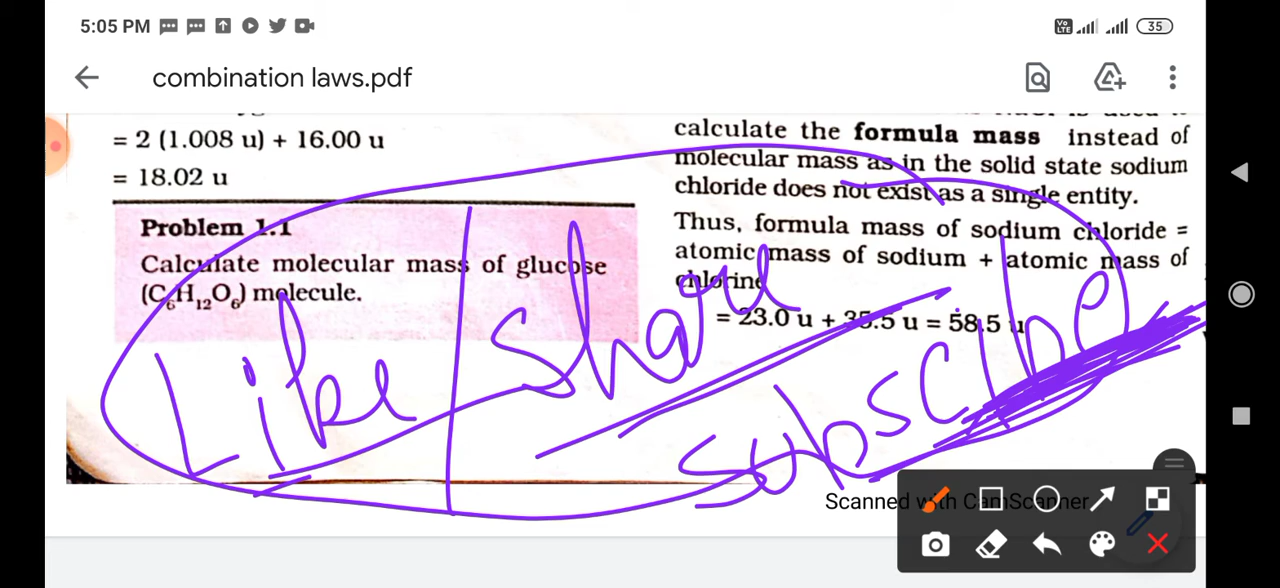 5:05 PM
35
combination laws.pdf
= 2 (1.008 u) + 16.00 u
= 18.02 u
Problem 1.1
Calculate molecular mass of glucose
(C₆H₁₂O₆) molecule.
calculate the formula mass instead of
molecular mass as in the solid state sodium
chloride does not exist as a single entity.
Thus, formula mass of sodium chloride =
atomic mass of sodium + atomic mass of
chlorine
= 23.0 u + 35.5 u = 58.5 u
Like
Share
Subscibe
Scanned with CamScanner